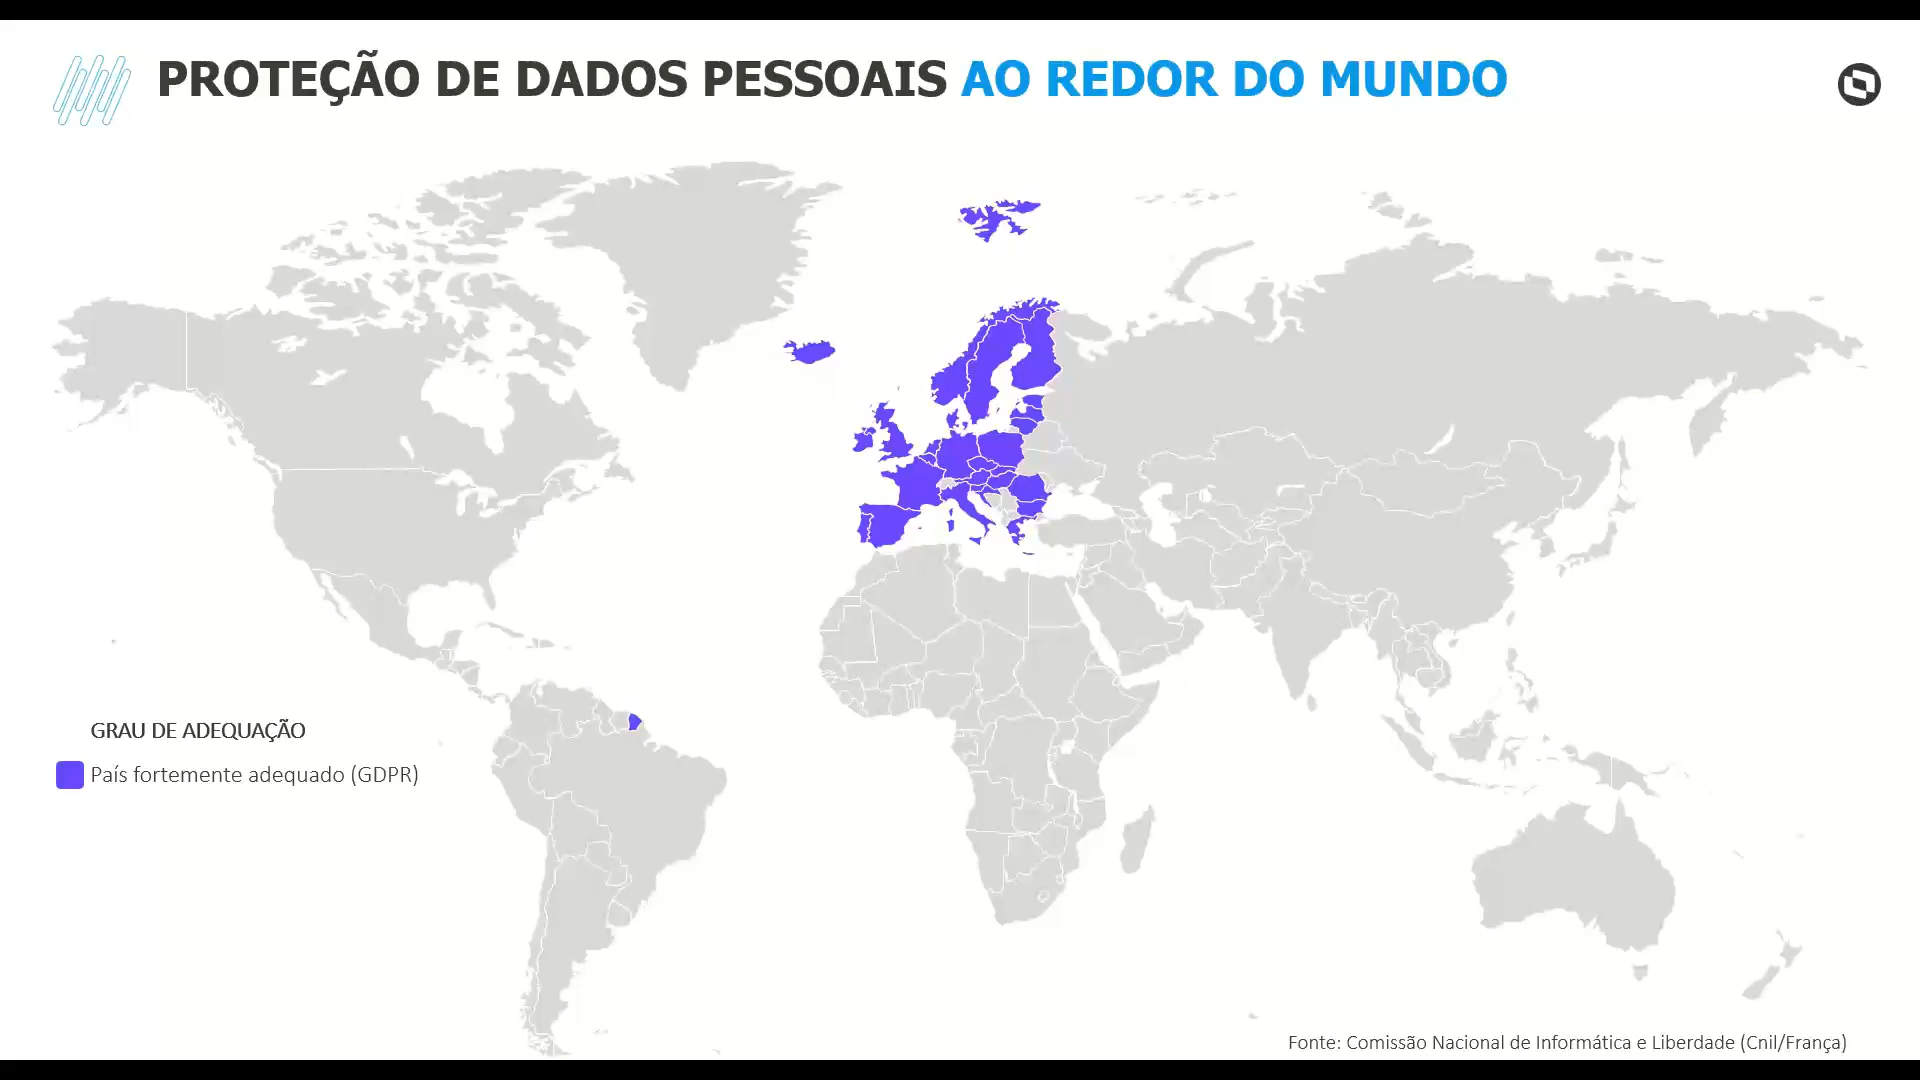 PROTEÇÃO DE DADOS PESSOAIS AO REDOR DO MUNDO
GRAU DE ADEQUAÇÃO
País fortemente adequado (GDPR)
Fonte: Comissão Nacional de Informática e Liberdade (Cnil/França)